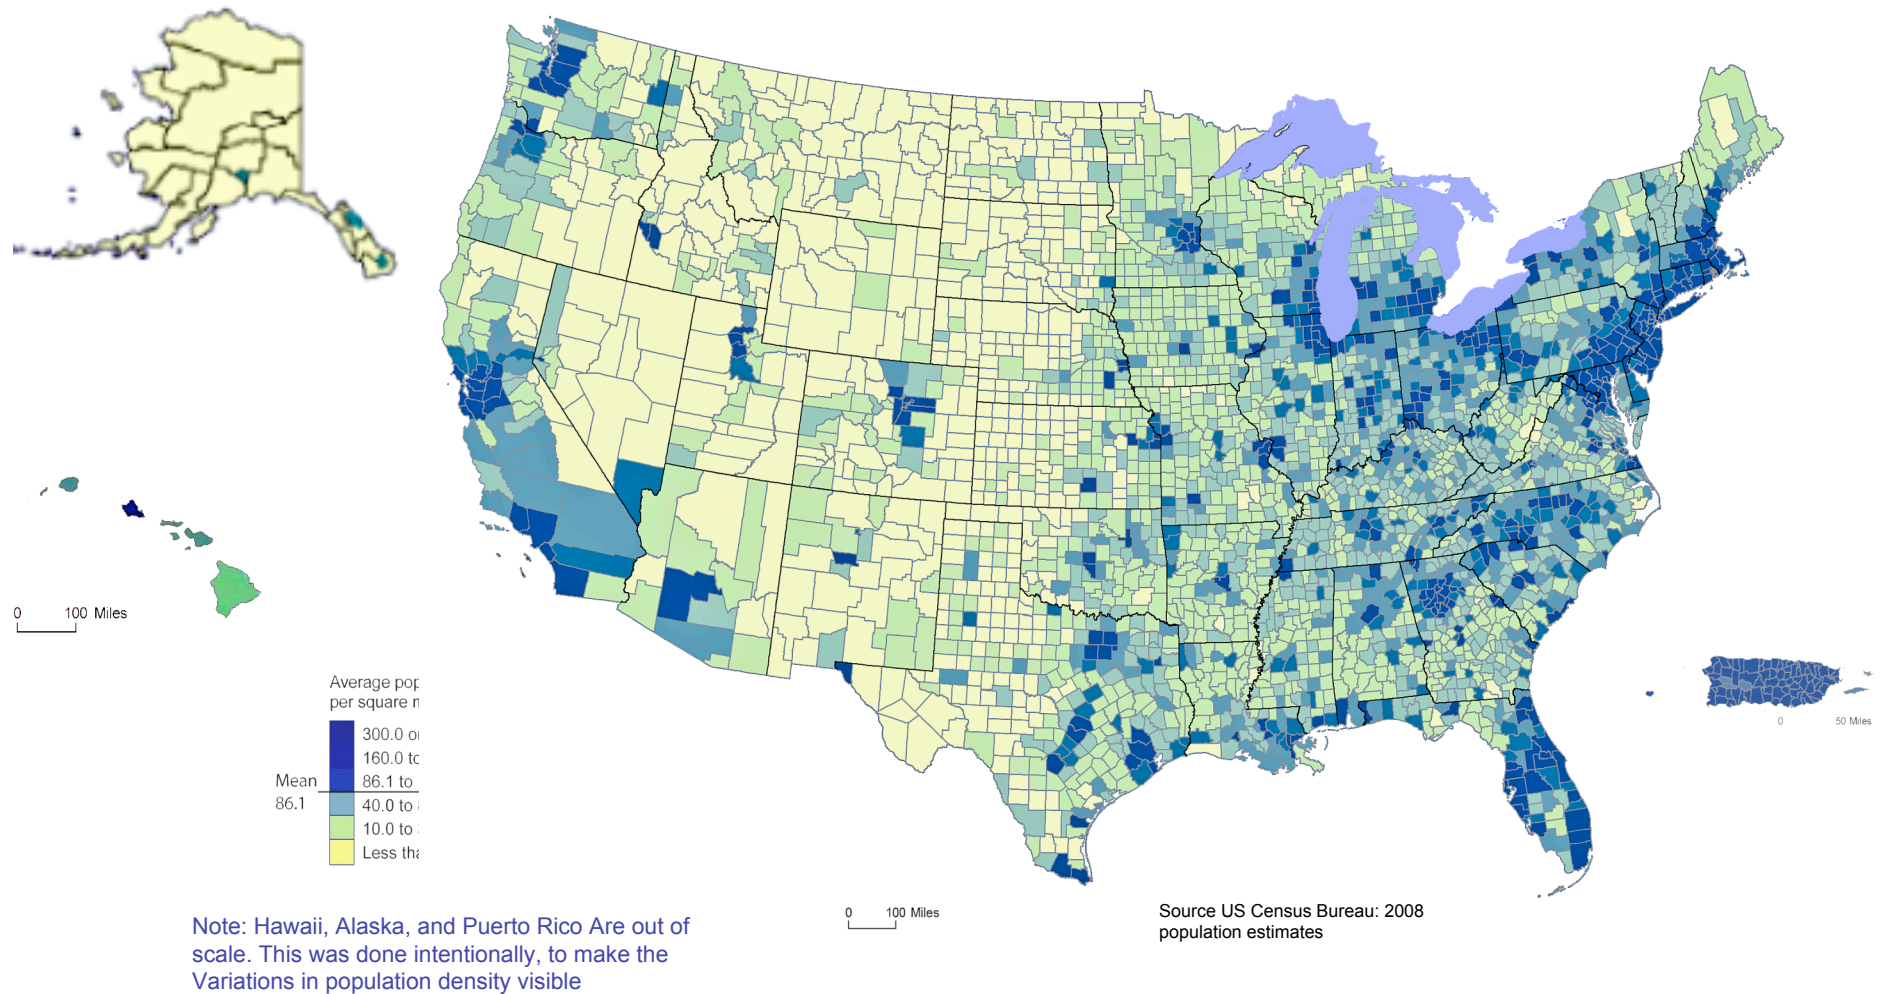 0 100 Miles
Average pop
per square m
300.0 or
160.0 to
Mean 86.1 to
86.1 40.0 to
10.0 to
Less tha
0 50 Miles
0 100 Miles
Source US Census Bureau: 2008
population estimates
Note: Hawaii, Alaska, and Puerto Rico Are out of
scale. This was done intentionally, to make the
Variations in population density visible